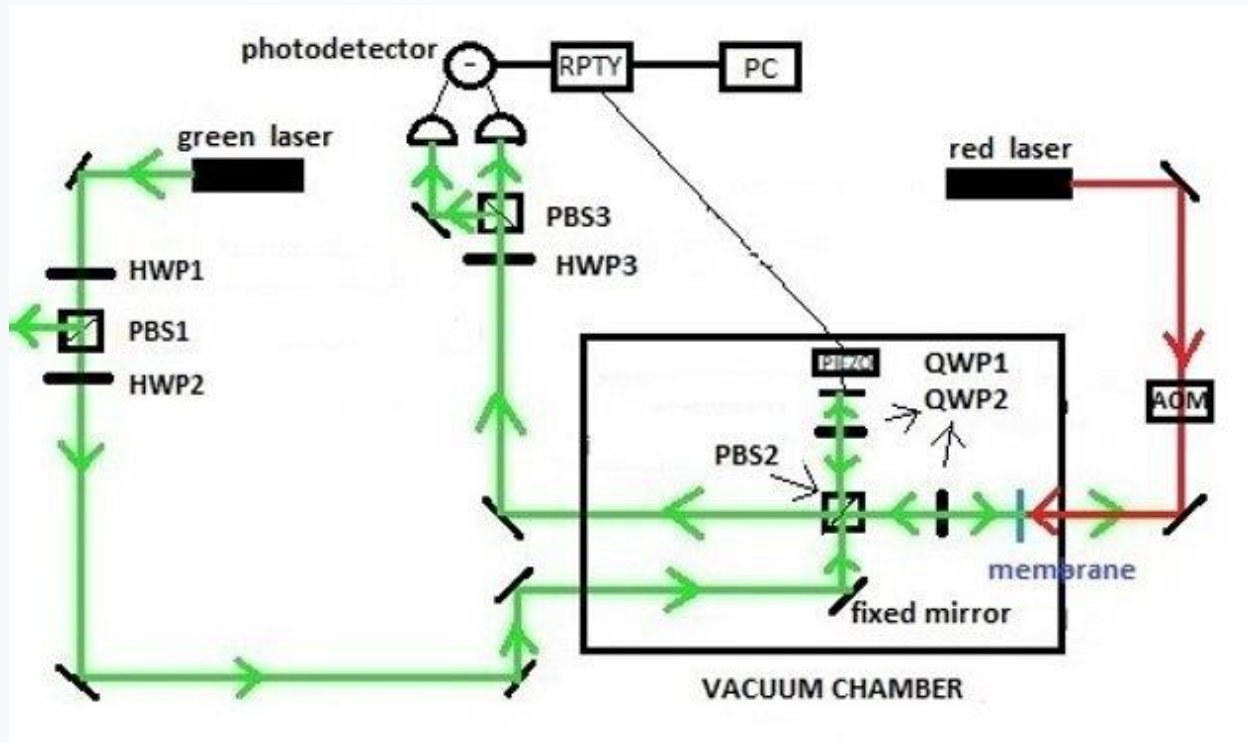 photodetector
-
RPTY
PC
green laser
red laser
PBS3
HWP3
HWP1
PBS1
HWP2
AOM
PIEZO
QWP1
QWP2
PBS2
membrane
fixed mirror
VACUUM CHAMBER